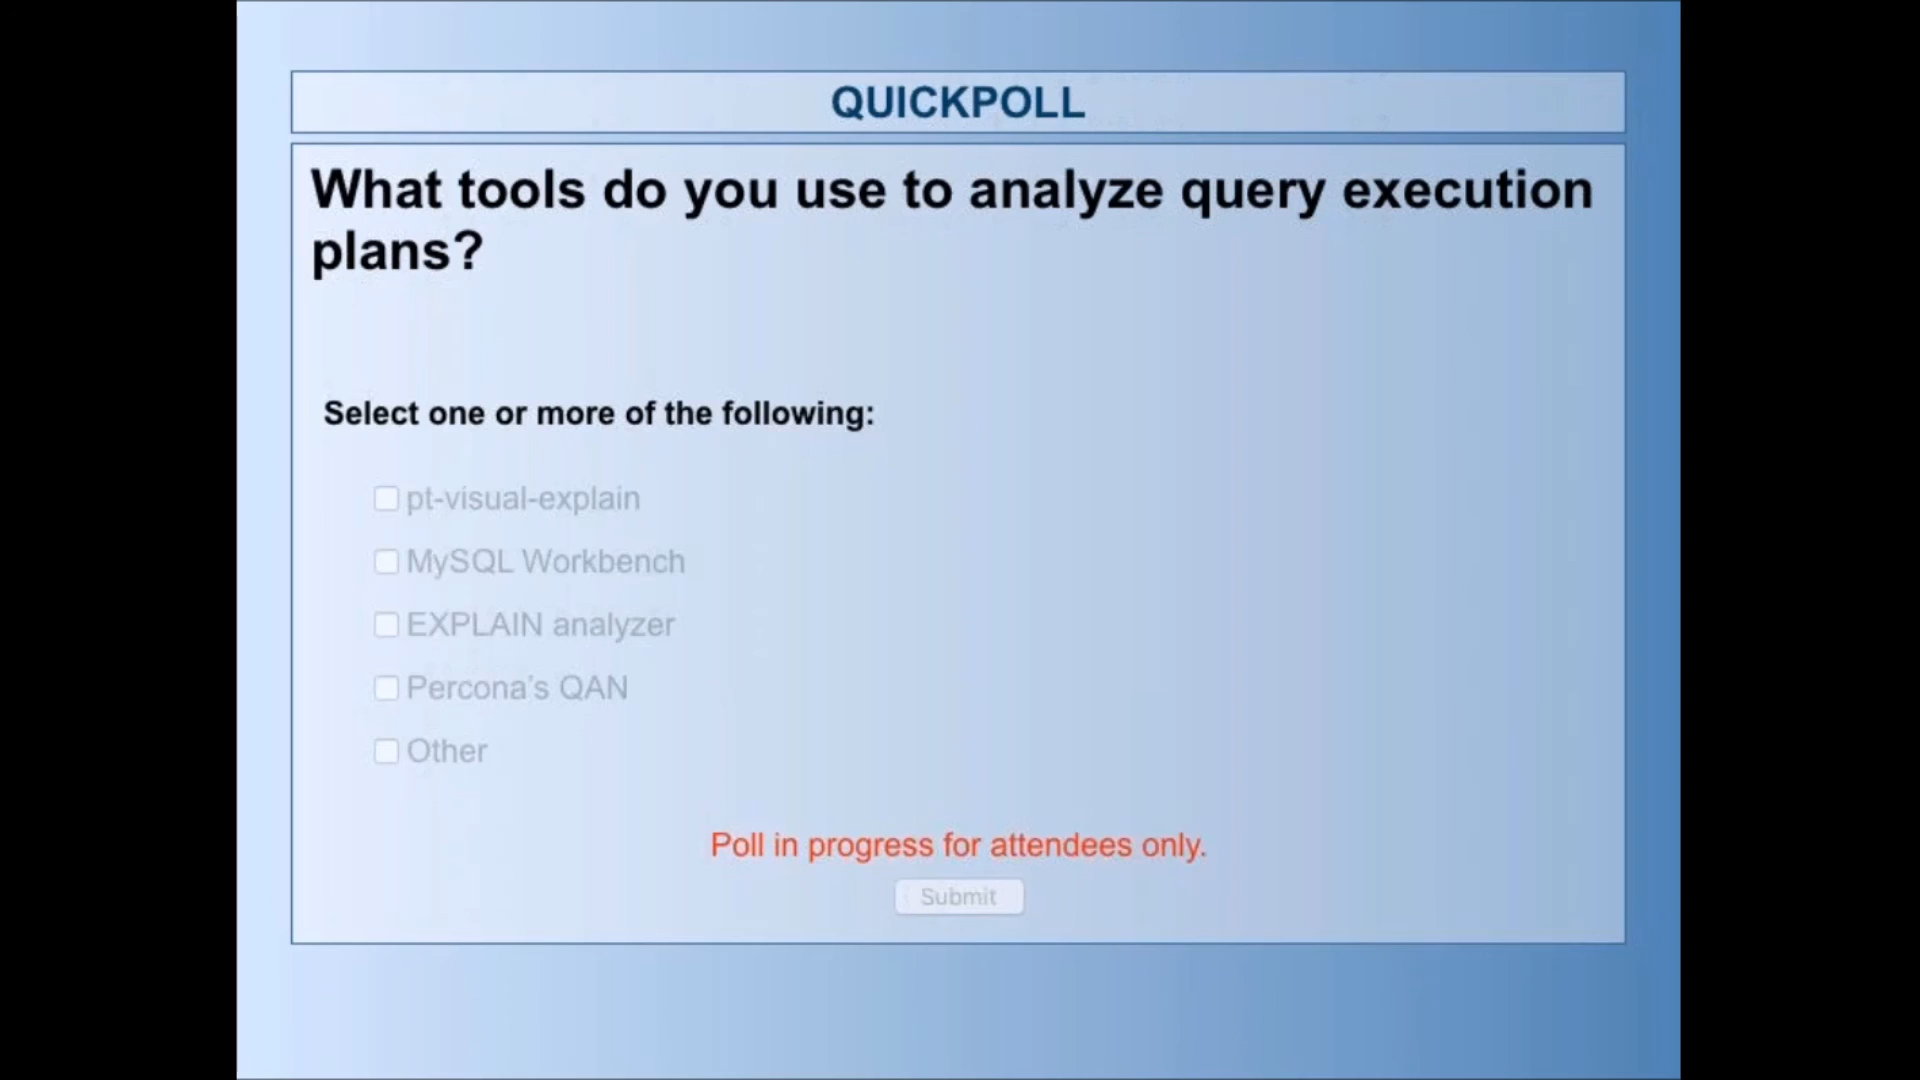 QUICKPOLL
What tools do you use to analyze query execution
plans?
Select one or more of the following:
pt-visual-explain
MySQL Workbench
EXPLAIN analyzer
Percona's QAN
Other
Poll in progress for attendees only.
Submit